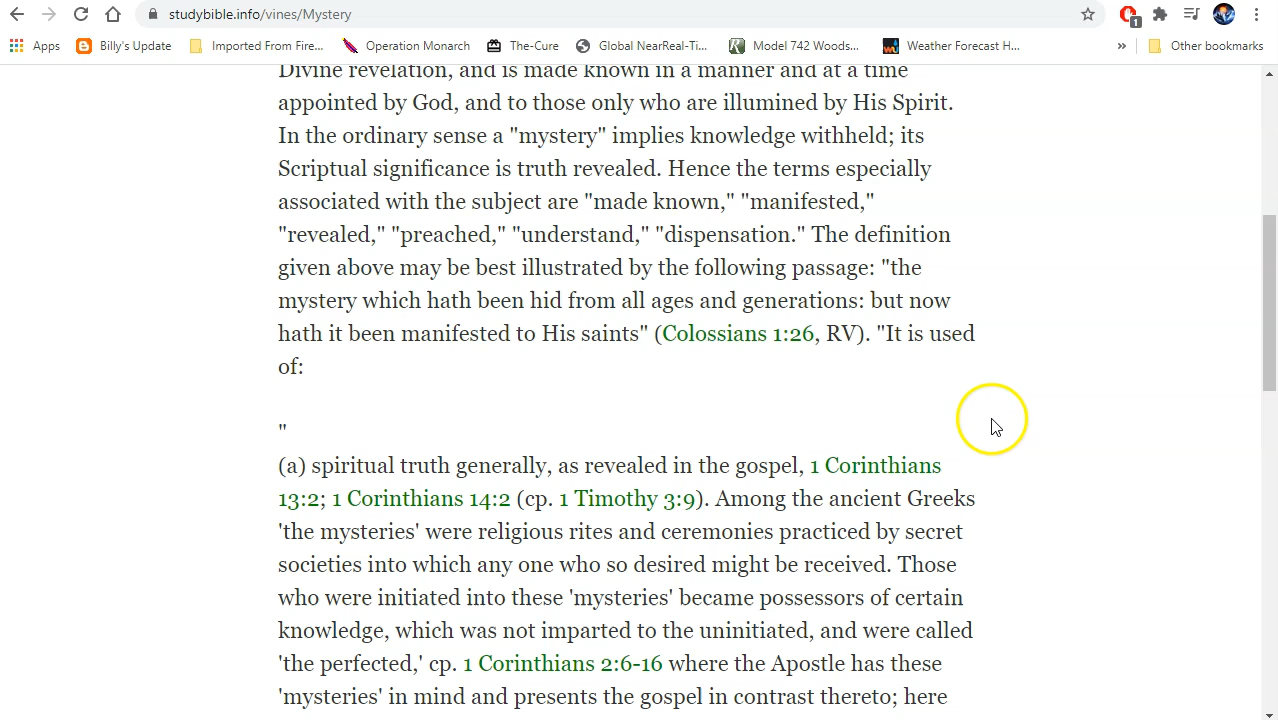 studybible.info/vines/Mystery
1
Apps Billy's Update Imported From Fire... Operation Monarch The-Cure Global NearReal-Ti... Model 742 Woods... Weather Forecast H... » Other bookmarks
Divine revelation, and is made known in a manner and at a time
appointed by God, and to those only who are illumined by His Spirit.
In the ordinary sense a "mystery" implies knowledge withheld; its
Scriptual significance is truth revealed. Hence the terms especially
associated with the subject are "made known," "manifested,"
"revealed," "preached," "understand," "dispensation." The definition
given above may be best illustrated by the following passage: "the
mystery which hath been hid from all ages and generations: but now
hath it been manifested to His saints" (Colossians 1:26, RV). "It is used
of:
"
(a) spiritual truth generally, as revealed in the gospel, 1 Corinthians
13:2; 1 Corinthians 14:2 (cp. 1 Timothy 3:9). Among the ancient Greeks
'the mysteries' were religious rites and ceremonies practiced by secret
societies into which any one who so desired might be received. Those
who were initiated into these 'mysteries' became possessors of certain
knowledge, which was not imparted to the uninitiated, and were called
'the perfected,' cp. 1 Corinthians 2:6-16 where the Apostle has these
'mysteries' in mind and presents the gospel in contrast thereto; here